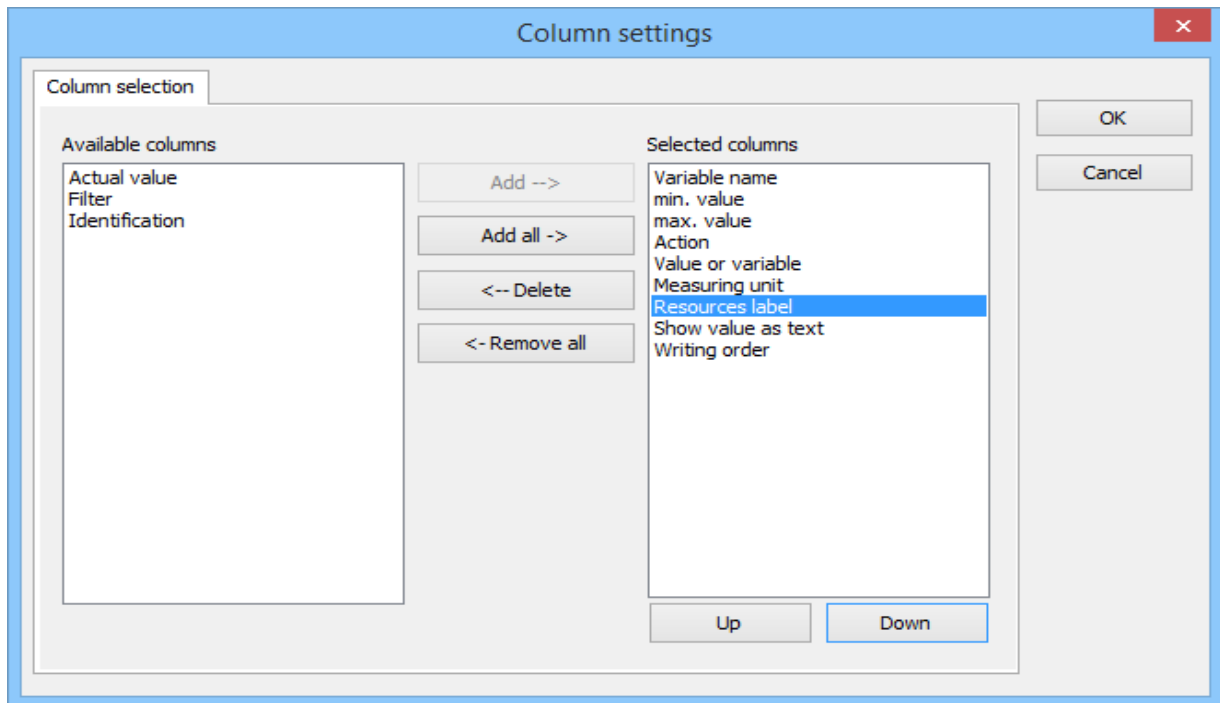 Column settings
Column selection
Available columns
Actual value
Filter
Identification
Add -->
Add all ->
<-- Delete
<- Remove all
Selected columns
Variable name
min. value
max. value
Action
Value or variable
Measuring unit
Resources label
Show value as text
Writing order
Up
Down
OK
Cancel